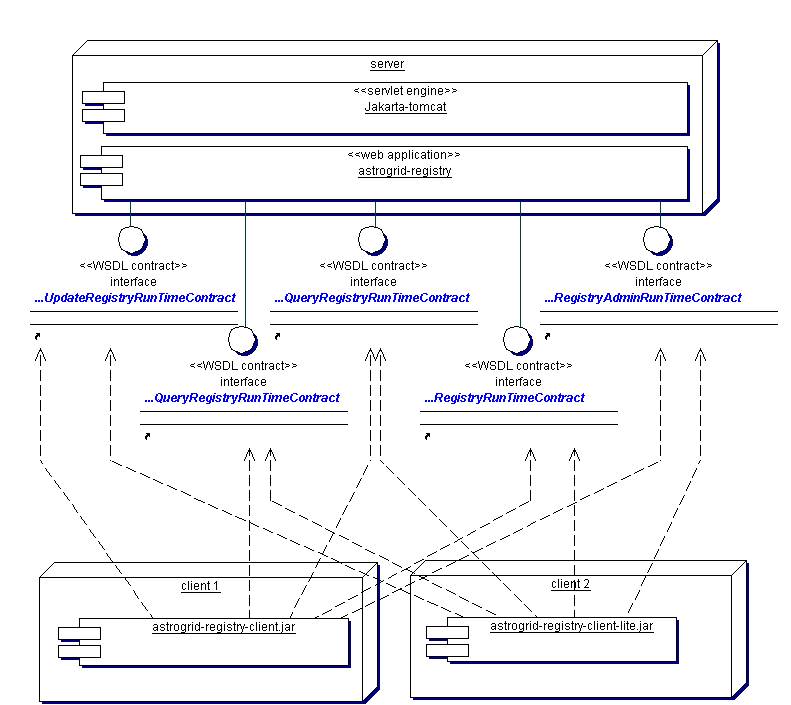 server
<<servlet engine>>
Jakarta-tomcat
<<web application>>
astrogrid-registry
<<WSDL contract>>
interface
...UpdateRegistryRunTimeContract
<<WSDL contract>>
interface
...QueryRegistryRunTimeContract
<<WSDL contract>>
interface
...RegistryAdminRunTimeContract
<<WSDL contract>>
interface
...QueryRegistryRunTimeContract
<<WSDL contract>>
interface
...RegistryRunTimeContract
client 1
astrogrid-registry-client.jar
client 2
astrogrid-registry-client-lite.jar